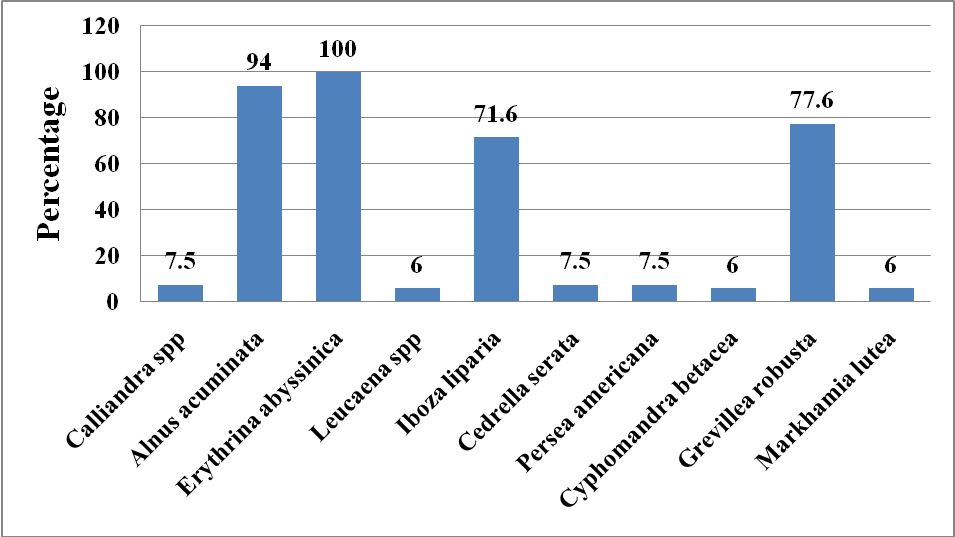 120
100
80
60
40
20
0
Percentage
7.5
94
100
6
71.6
7.5
7.5
6
77.6
6
Calliandra spp
Alnus acuminata
Erythrina abyssinica
Leucaena spp
Iboza liparia
Cedrella serata
Persea americana
Cyphomandra betacea
Grevillea robusta
Markhamia lutea